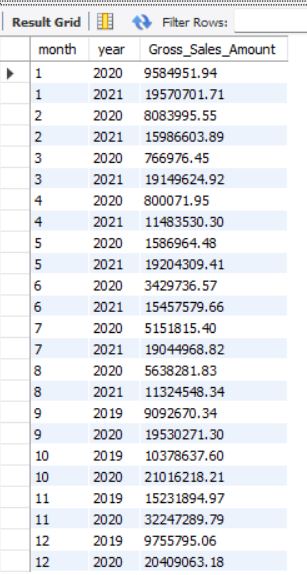 Result Grid Filter Rows:
month year Gross_Sales_Amount
1 2020 9584951.94
1 2021 19570701.71
2 2020 8083995.55
2 2021 15986603.89
3 2020 766976.45
3 2021 19149624.92
4 2020 800071.95
4 2021 11483530.30
5 2020 1586964.48
5 2021 19204309.41
6 2020 3429736.57
6 2021 15457579.66
7 2020 5151815.40
7 2021 19044968.82
8 2020 5638281.83
8 2021 11324548.34
9 2019 9092670.34
9 2020 19530271.30
10 2019 10378637.60
10 2020 21016218.21
11 2019 15231894.97
11 2020 32247289.79
12 2019 9755795.06
12 2020 20409063.18